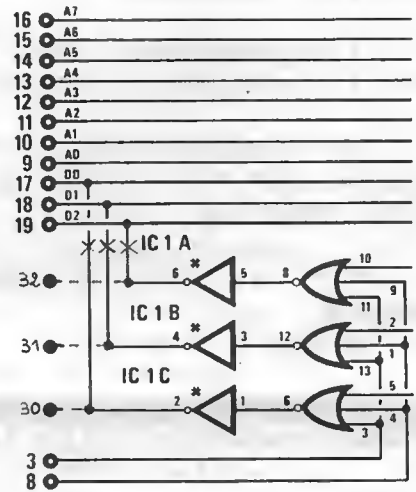 16 A7
15 A6
14 A5
13 A4
12 A3
11 A2
10 A1
9 A0
17 D0
18 D1
19 D2
IC 1 A
32 6 * 5 8 10 9 11
IC 1 B
31 4 * 3 12 2 1 13
IC 1 C
30 2 * 1 6 5 4 3
3
8